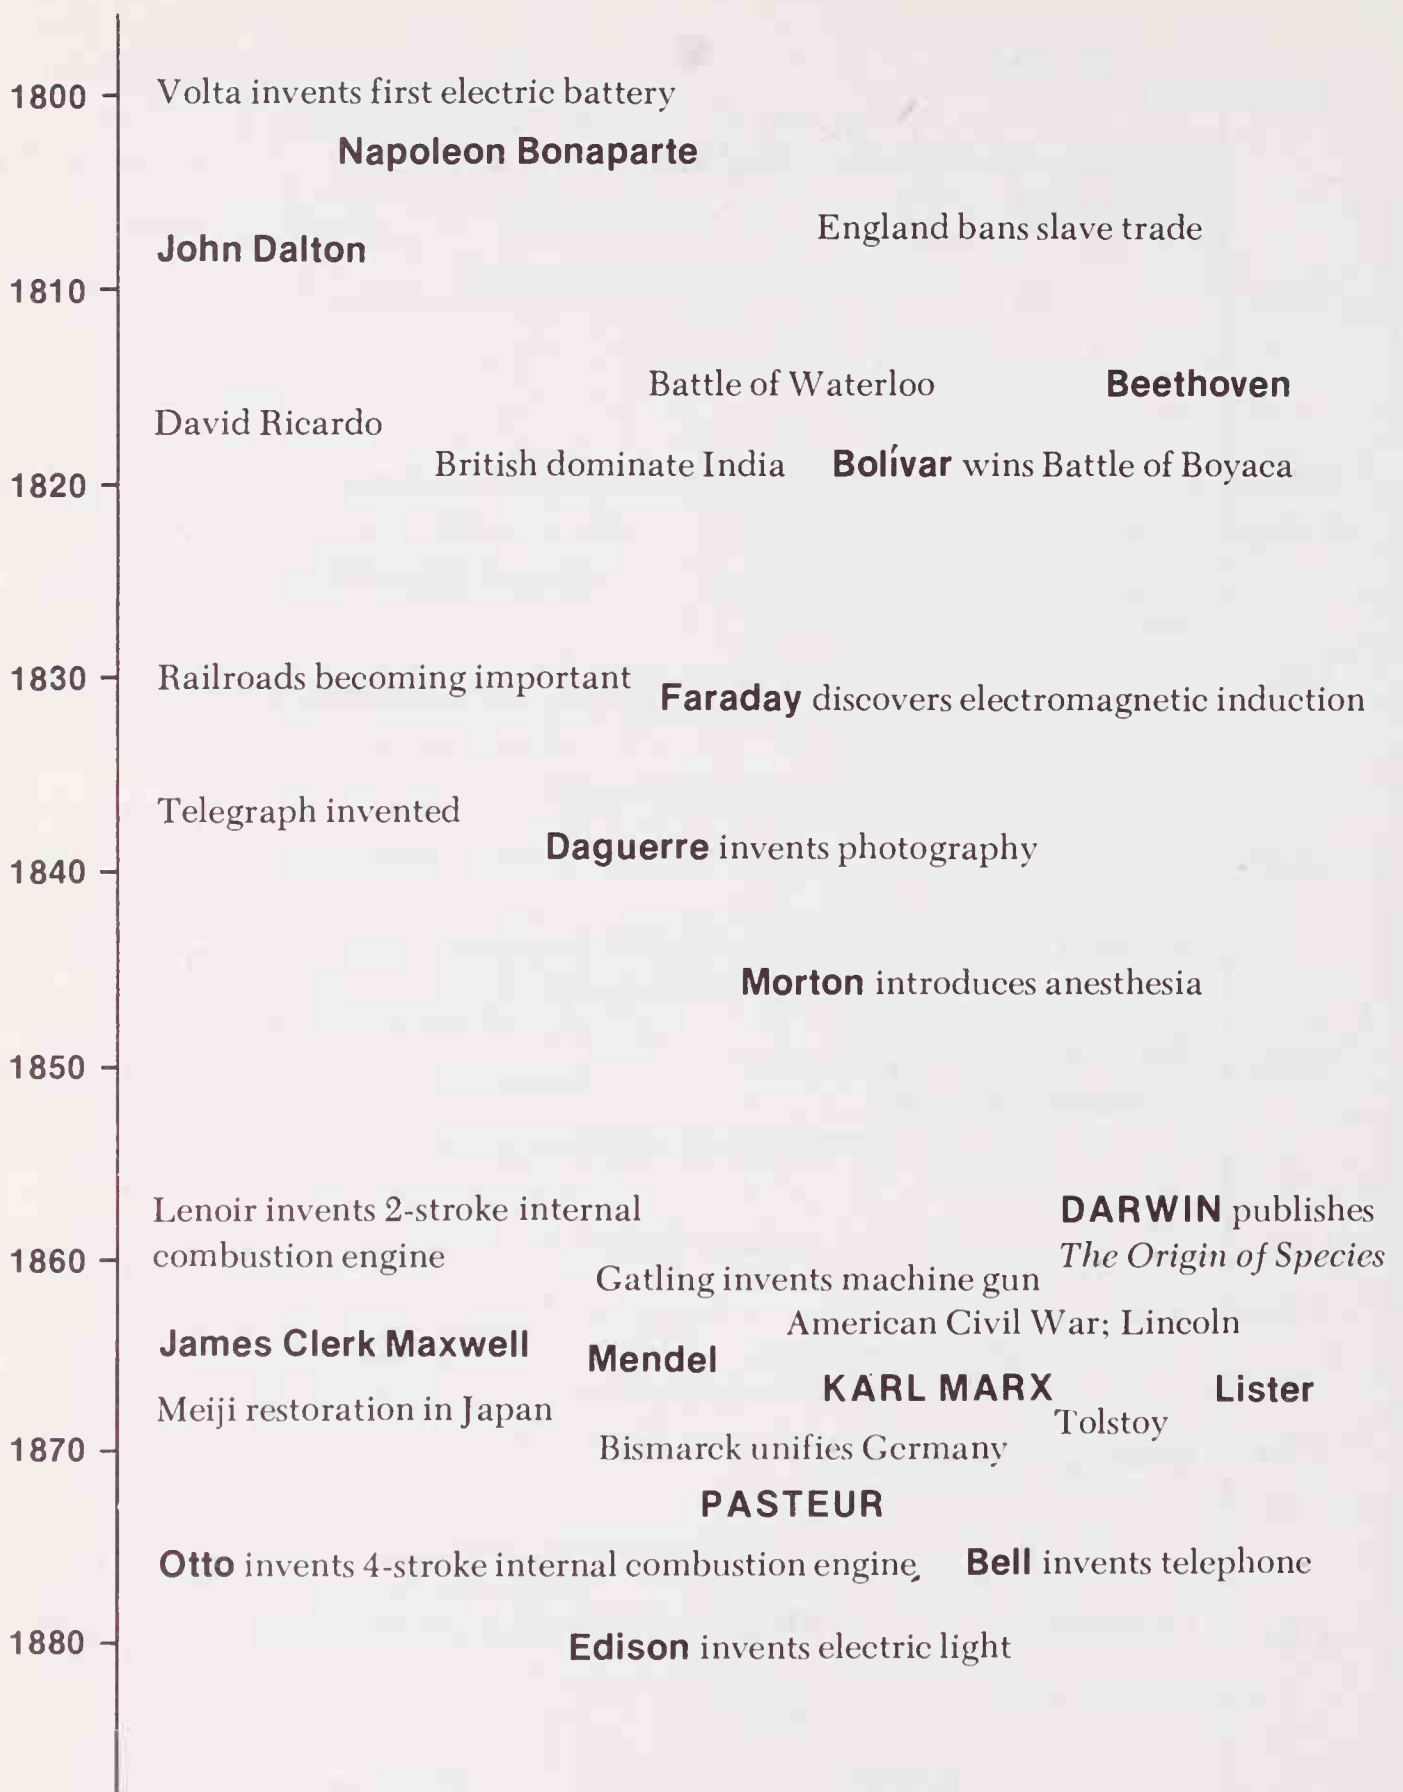 1800 Volta invents first electric battery
Napoleon Bonaparte
England bans slave trade
John Dalton
1810
Battle of Waterloo Beethoven
David Ricardo
British dominate India Bolívar wins Battle of Boyaca
1820
1830 Railroads becoming important
Faraday discovers electromagnetic induction
Telegraph invented
Daguerre invents photography
1840
Morton introduces anesthesia
1850
Lenoir invents 2-stroke internal DARWIN publishes
1860 combustion engine The Origin of Species
Gatling invents machine gun
American Civil War; Lincoln
James Clerk Maxwell Mendel
KARL MARX Lister
Meiji restoration in Japan Tolstoy
1870 Bismarck unifies Germany
PASTEUR
Otto invents 4-stroke internal combustion engine Bell invents telephone
1880 Edison invents electric light